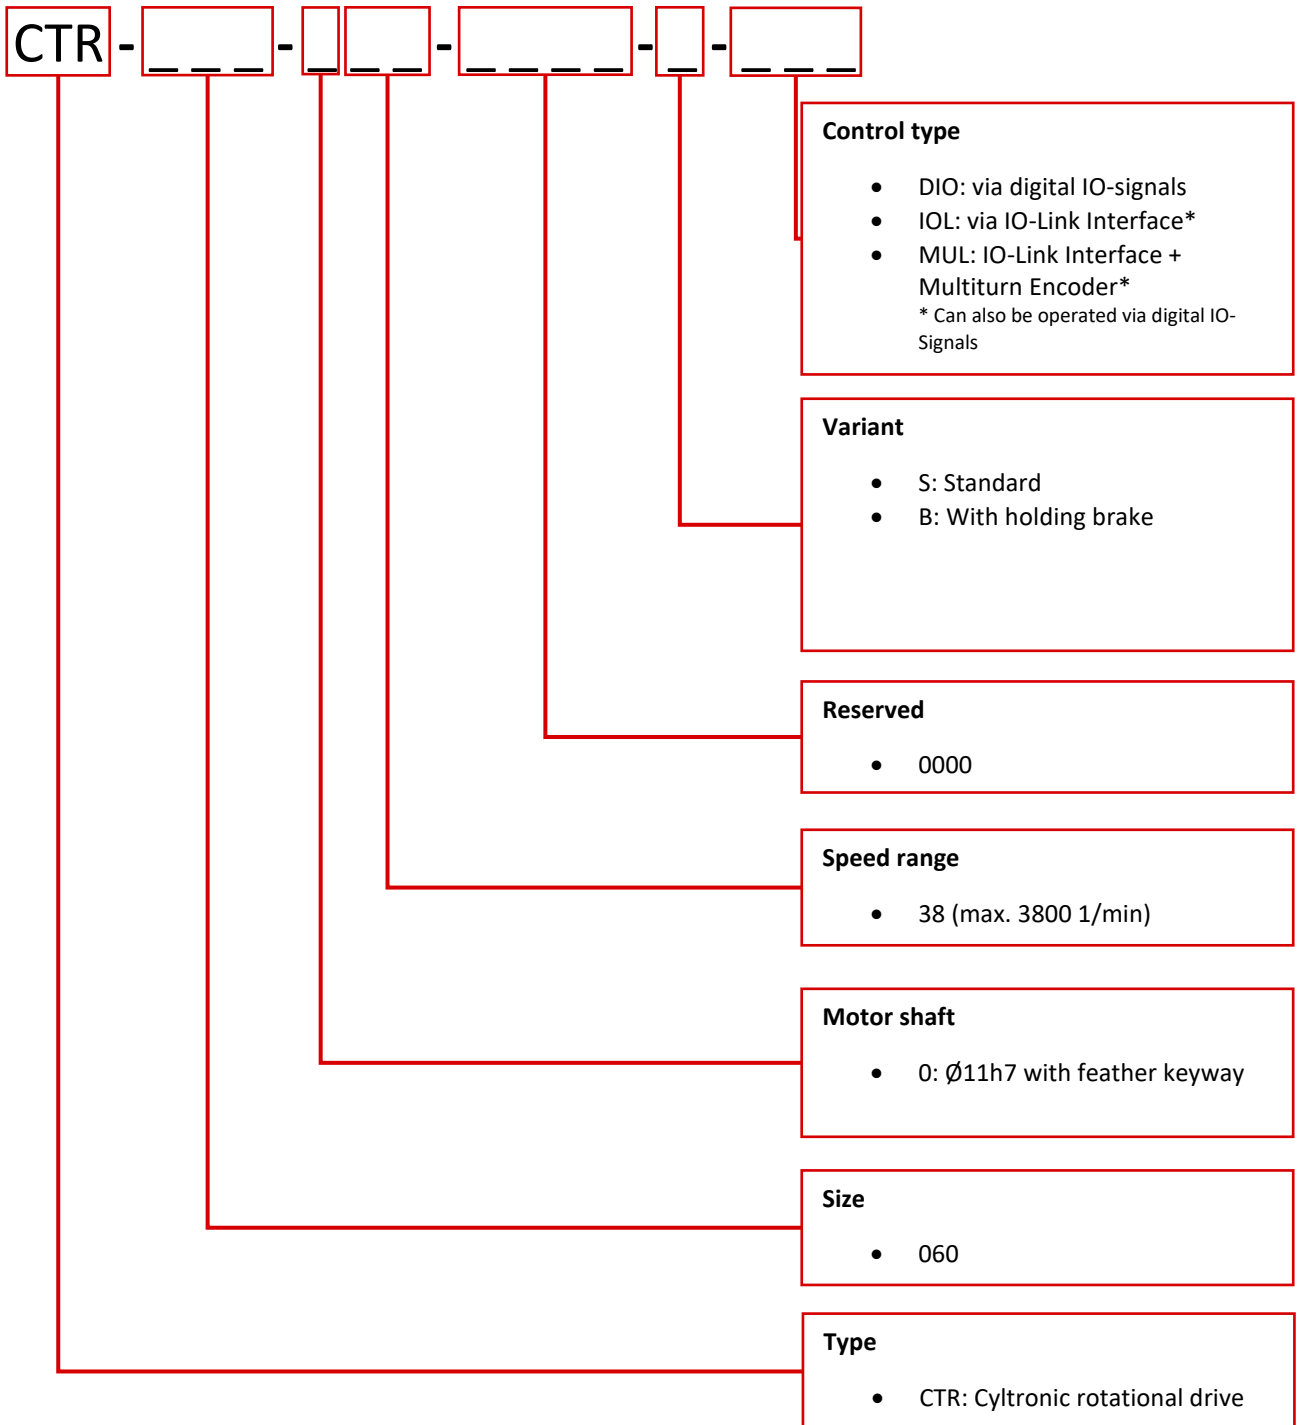 CTR - _ _ _ - _ _ _ - _ _ _ _ - _ - _ _ _
Control type
• DIO: via digital IO-signals
• IOL: via IO-Link Interface*
• MUL: IO-Link Interface +
Multiturn Encoder*
* Can also be operated via digital IO-
Signals
Variant
• S: Standard
• B: With holding brake
Reserved
• 0000
Speed range
• 38 (max. 3800 1/min)
Motor shaft
• 0: Ø11h7 with feather keyway
Size
• 060
Type
• CTR: Cyltronic rotational drive